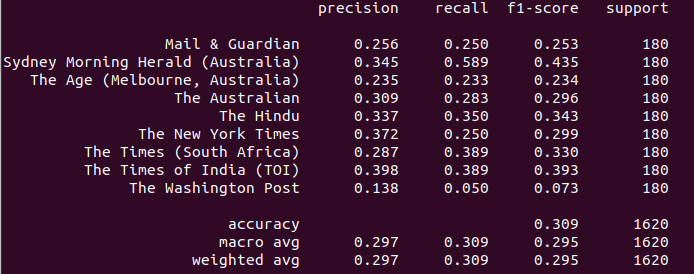 precision recall f1-score support
Mail & Guardian 0.256 0.250 0.253 180
Sydney Morning Herald (Australia) 0.345 0.589 0.435 180
The Age (Melbourne, Australia) 0.235 0.233 0.234 180
The Australian 0.309 0.283 0.296 180
The Hindu 0.337 0.350 0.343 180
The New York Times 0.372 0.250 0.299 180
The Times (South Africa) 0.287 0.389 0.330 180
The Times of India (TOI) 0.398 0.389 0.393 180
The Washington Post 0.138 0.050 0.073 180
accuracy 0.309 1620
macro avg 0.297 0.309 0.295 1620
weighted avg 0.297 0.309 0.295 1620